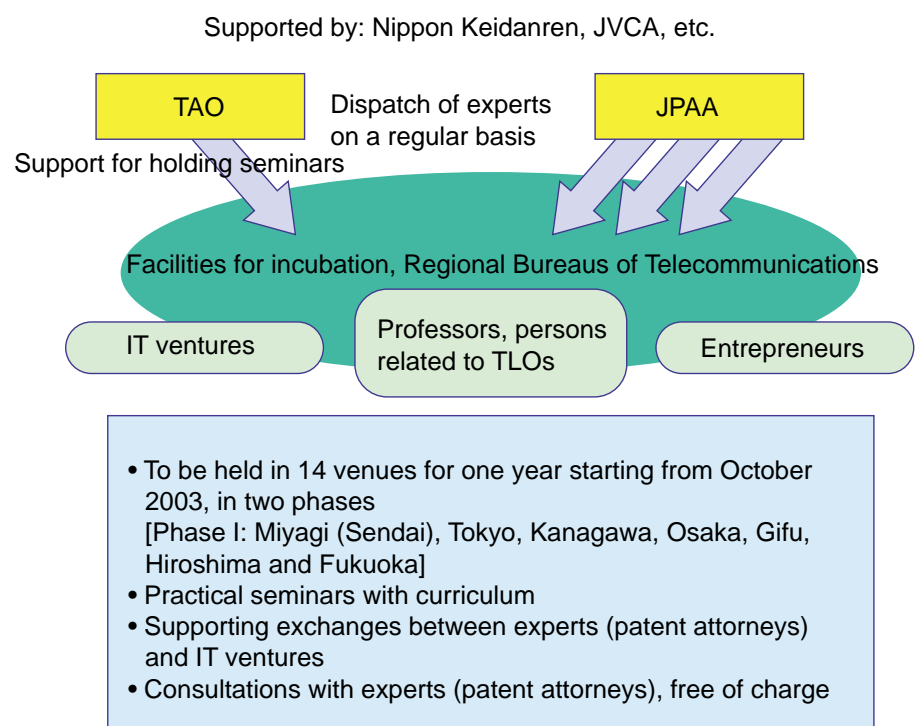 Supported by: Nippon Keidanren, JVCA, etc.
TAO
Dispatch of experts
on a regular basis
JPAA
Support for holding seminars
Facilities for incubation, Regional Bureaus of Telecommunications
IT ventures
Professors, persons
related to TLOs
Entrepreneurs
• To be held in 14 venues for one year starting from October
2003, in two phases
[Phase I: Miyagi (Sendai), Tokyo, Kanagawa, Osaka, Gifu,
Hiroshima and Fukuoka]
• Practical seminars with curriculum
• Supporting exchanges between experts (patent attorneys)
and IT ventures
• Consultations with experts (patent attorneys), free of charge